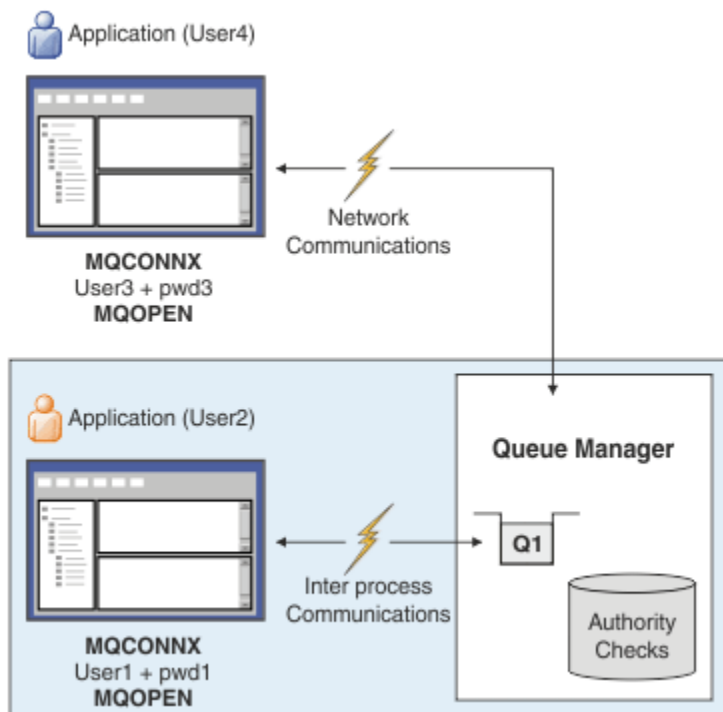 Application (User4)
Network
Communications
MQCONNX
User3 + pwd3
MQOPEN
Application (User2)
Queue Manager
Q1
Inter process
Communications
Authority
Checks
MQCONNX
User1 + pwd1
MQOPEN